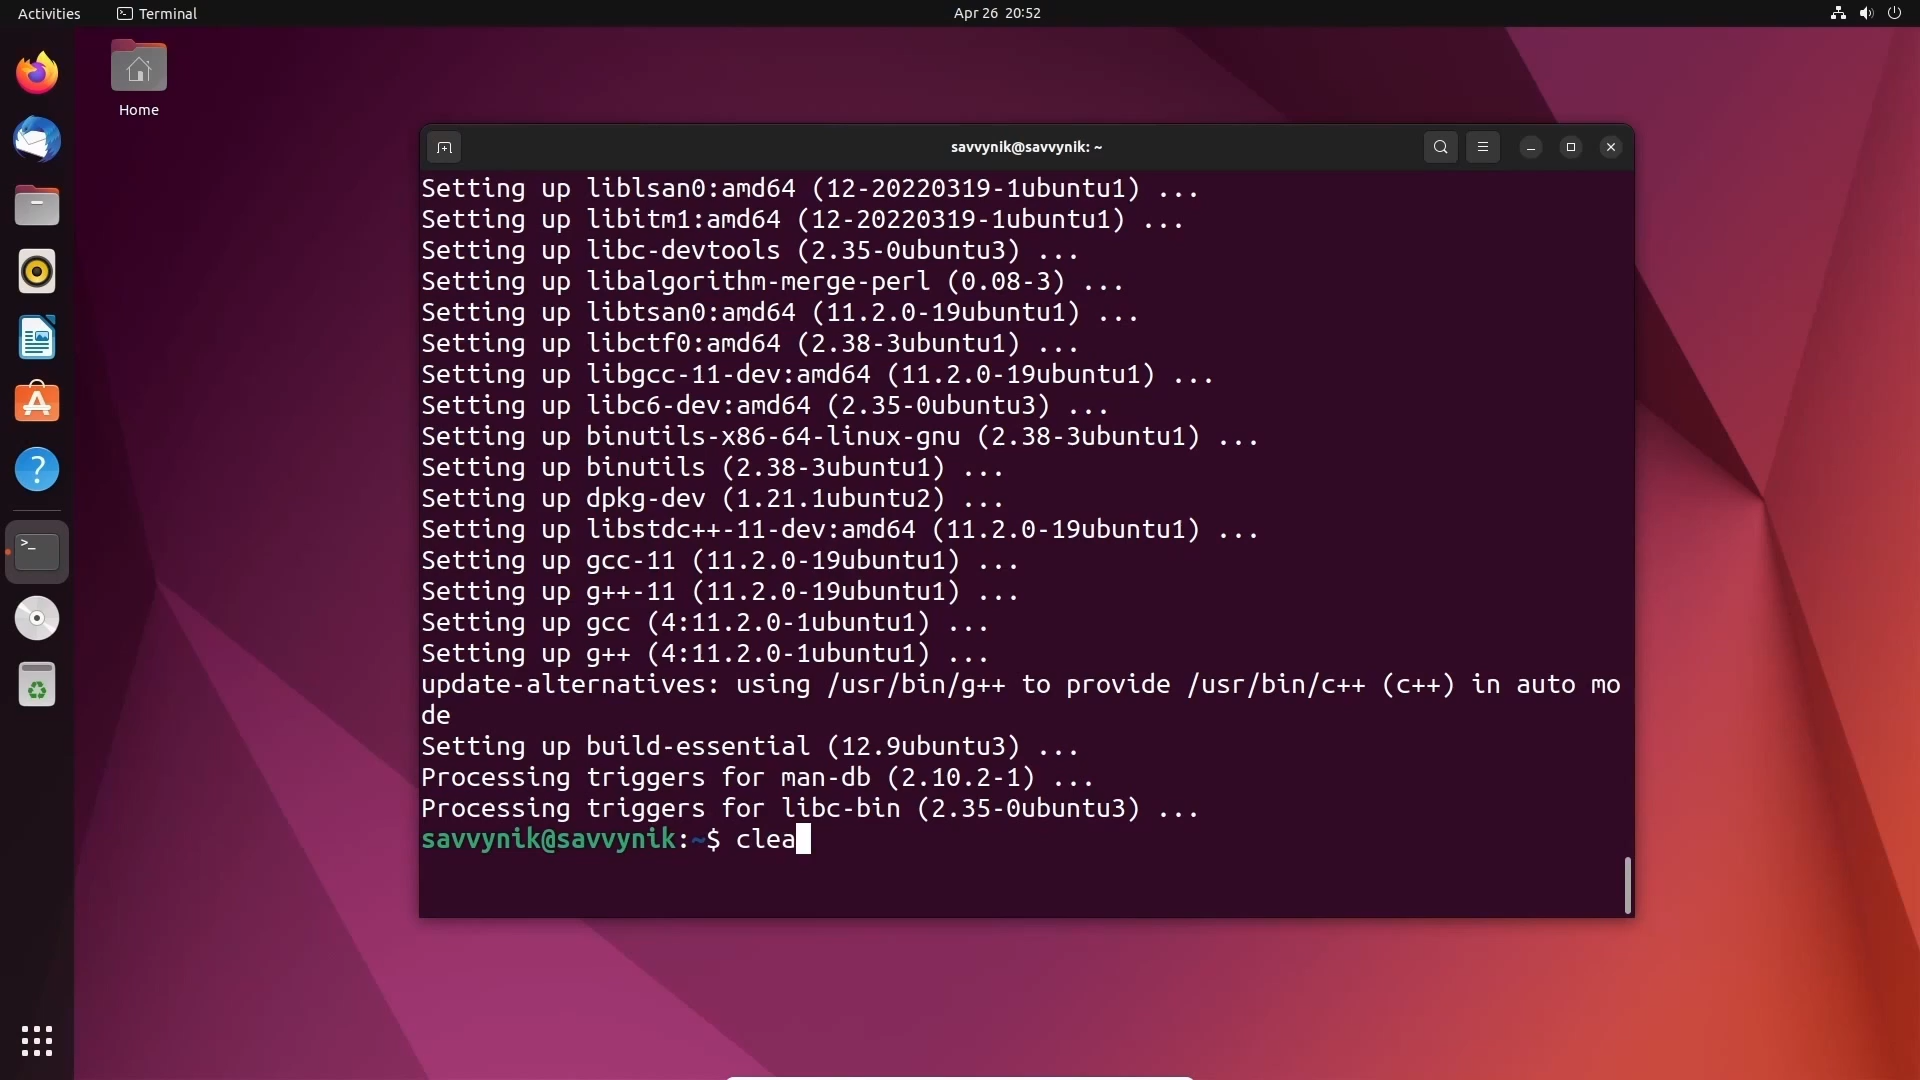 Activities
Terminal
Apr 26 20:52
Home
savvynik@savvynik: ~
Setting up liblsan0:amd64 (12-20220319-1ubuntu1) ...
Setting up libitm1:amd64 (12-20220319-1ubuntu1) ...
Setting up libc-devtools (2.35-0ubuntu3) ...
Setting up libalgorithm-merge-perl (0.08-3) ...
Setting up libtsan0:amd64 (11.2.0-19ubuntu1) ...
Setting up libctf0:amd64 (2.38-3ubuntu1) ...
Setting up libgcc-11-dev:amd64 (11.2.0-19ubuntu1) ...
Setting up libc6-dev:amd64 (2.35-0ubuntu3) ...
Setting up binutils-x86-64-linux-gnu (2.38-3ubuntu1) ...
Setting up binutils (2.38-3ubuntu1) ...
Setting up dpkg-dev (1.21.1ubuntu2) ...
Setting up libstdc++-11-dev:amd64 (11.2.0-19ubuntu1) ...
Setting up gcc-11 (11.2.0-19ubuntu1) ...
Setting up g++-11 (11.2.0-19ubuntu1) ...
Setting up gcc (4:11.2.0-1ubuntu1) ...
Setting up g++ (4:11.2.0-1ubuntu1) ...
update-alternatives: using /usr/bin/g++ to provide /usr/bin/c++ (c++) in auto mo
de
Setting up build-essential (12.9ubuntu3) ...
Processing triggers for man-db (2.10.2-1) ...
Processing triggers for libc-bin (2.35-0ubuntu3) ...
savvynik@savvynik:~$ clea